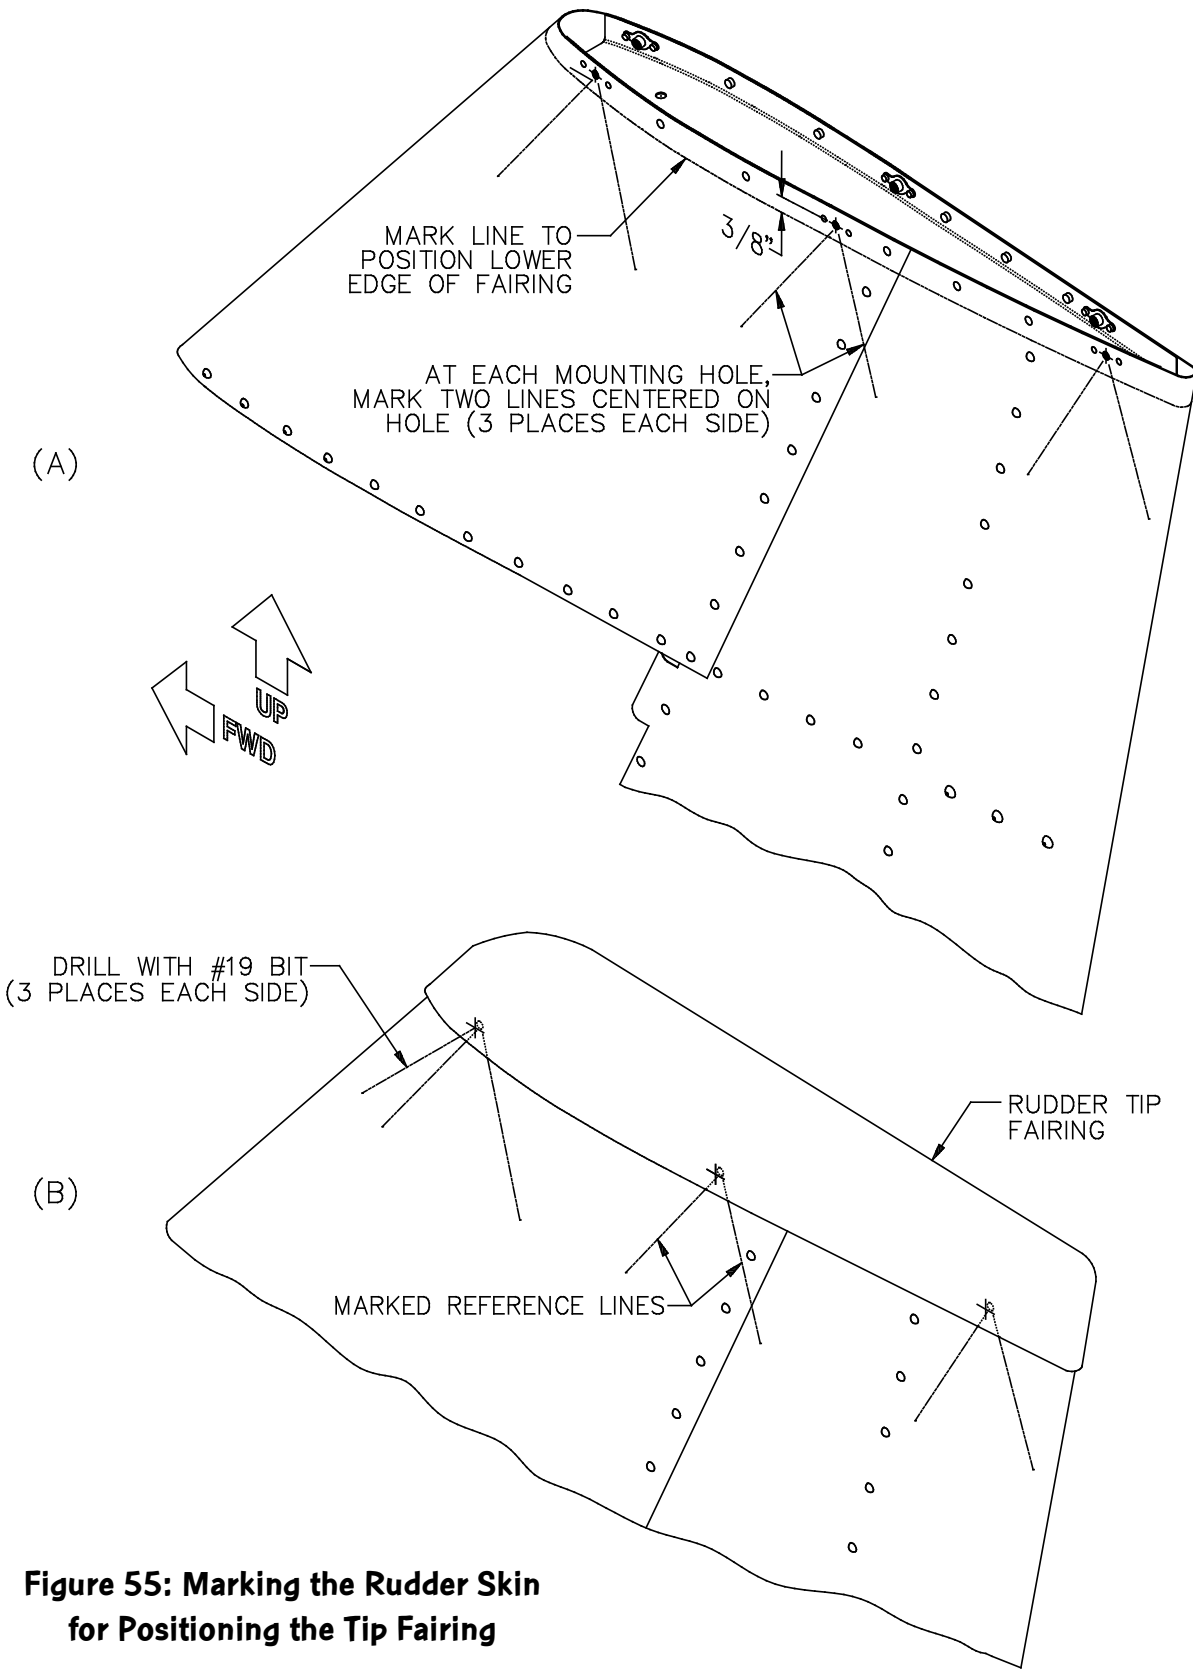 MARK LINE TO
POSITION LOWER
EDGE OF FAIRING
3/8"
AT EACH MOUNTING HOLE,
MARK TWO LINES CENTERED ON
HOLE (3 PLACES EACH SIDE)
(A)
UP
FWD
DRILL WITH #19 BIT
(3 PLACES EACH SIDE)
RUDDER TIP
FAIRING
(B)
MARKED REFERENCE LINES
Figure 55: Marking the Rudder Skin
for Positioning the Tip Fairing